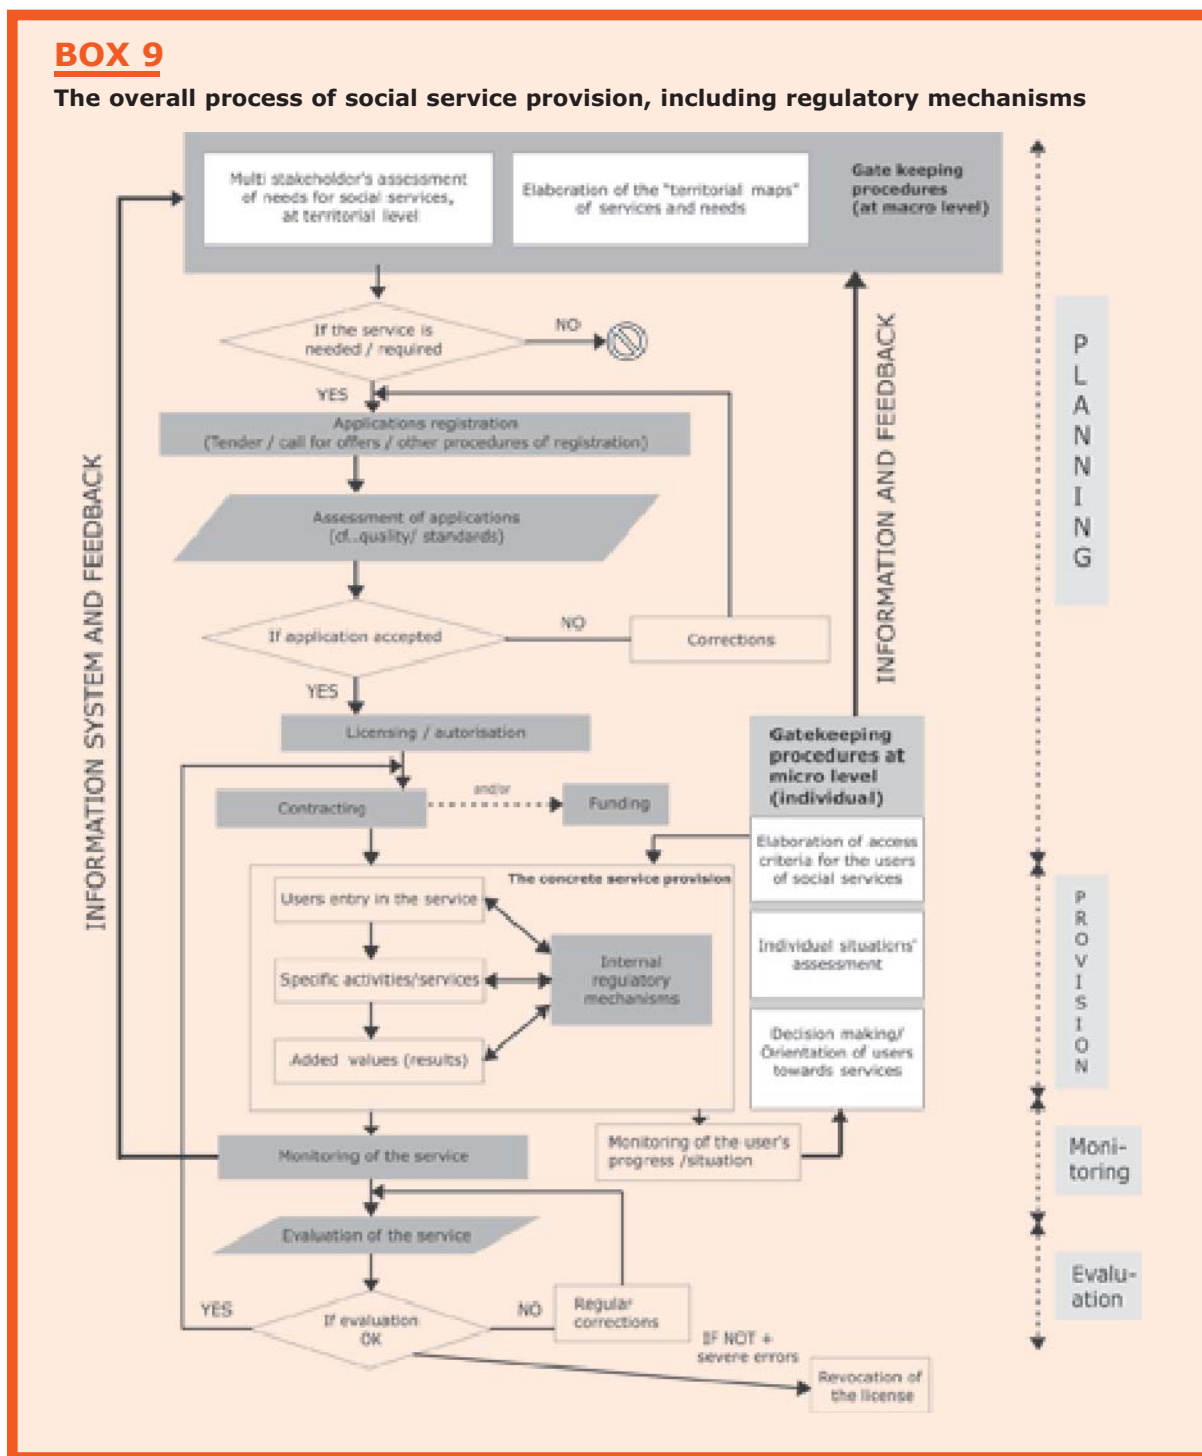 BOX 9
The overall process of social service provision, including regulatory mechanisms
Multi stakeholder's assessment
of needs for social services,
at territorial level
Elaboration of the "territorial maps"
of services and needs
Gate keeping
procedures
(at macro level)
If the service is
needed / required
NO
YES
Applications registration
(Tender / call for offers / other procedures of registration)
Assessment of applications
(cf..quality/ standards)
If application accepted
NO
Corrections
YES
Licensing / autorisation
Contracting
and/or
Funding
INFORMATION SYSTEM AND FEEDBACK
INFORMATION AND FEEDBACK
Gatekeeping
procedures at
micro level
(individual)
Elaboration of access
criteria for the users
of social services
Individual situations'
assessment
Decision making/
Orientation of users
towards services
The concrete service provision
Users entry in the service
Specific activities/services
Added values (results)
Internal
regulatory
mechanisms
Monitoring of the service
Monitoring of the user's
progress /situation
Evaluation of the service
If evaluation
OK
YES
NO
Regular
corrections
IF NOT +
severe errors
Revocation of
the license
PLANNING
PROVISION
Moni-
toring
Evalu-
ation